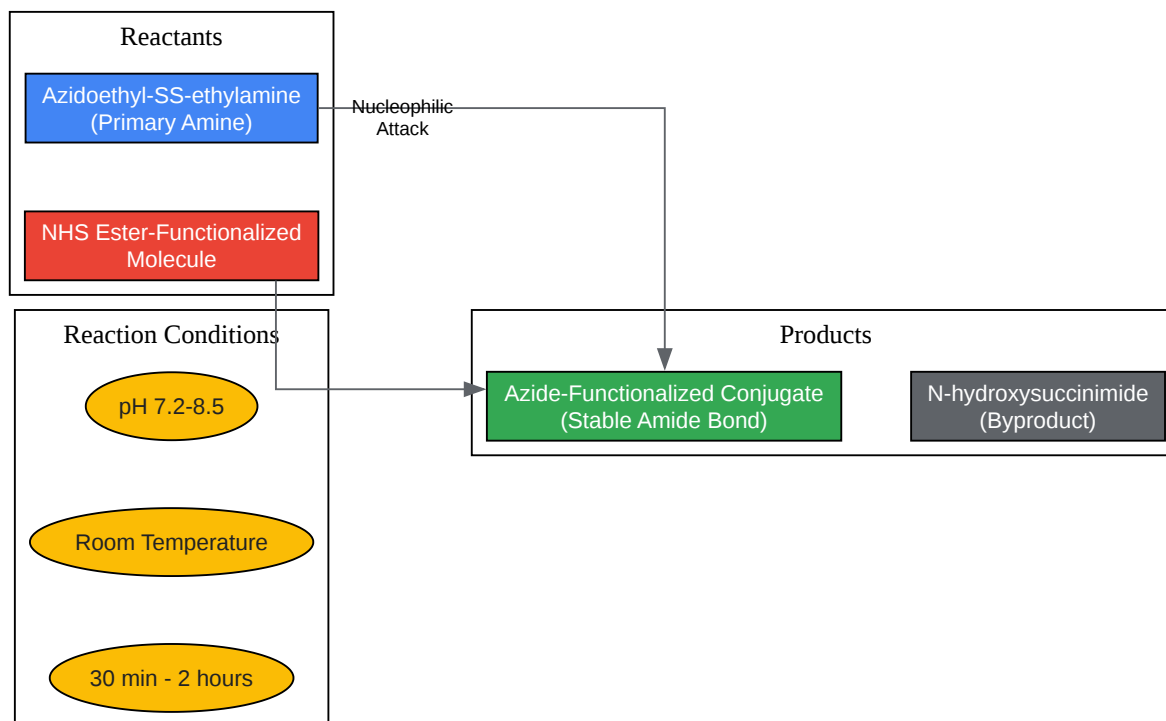 Reactants
Azidoethyl-SS-ethylamine
(Primary Amine)
Nucleophilic
Attack
NHS Ester-Functionalized
Molecule
Reaction Conditions
pH 7.2-8.5
Room Temperature
30 min - 2 hours
Products
Azide-Functionalized Conjugate
(Stable Amide Bond)
N-hydroxysuccinimide
(Byproduct)